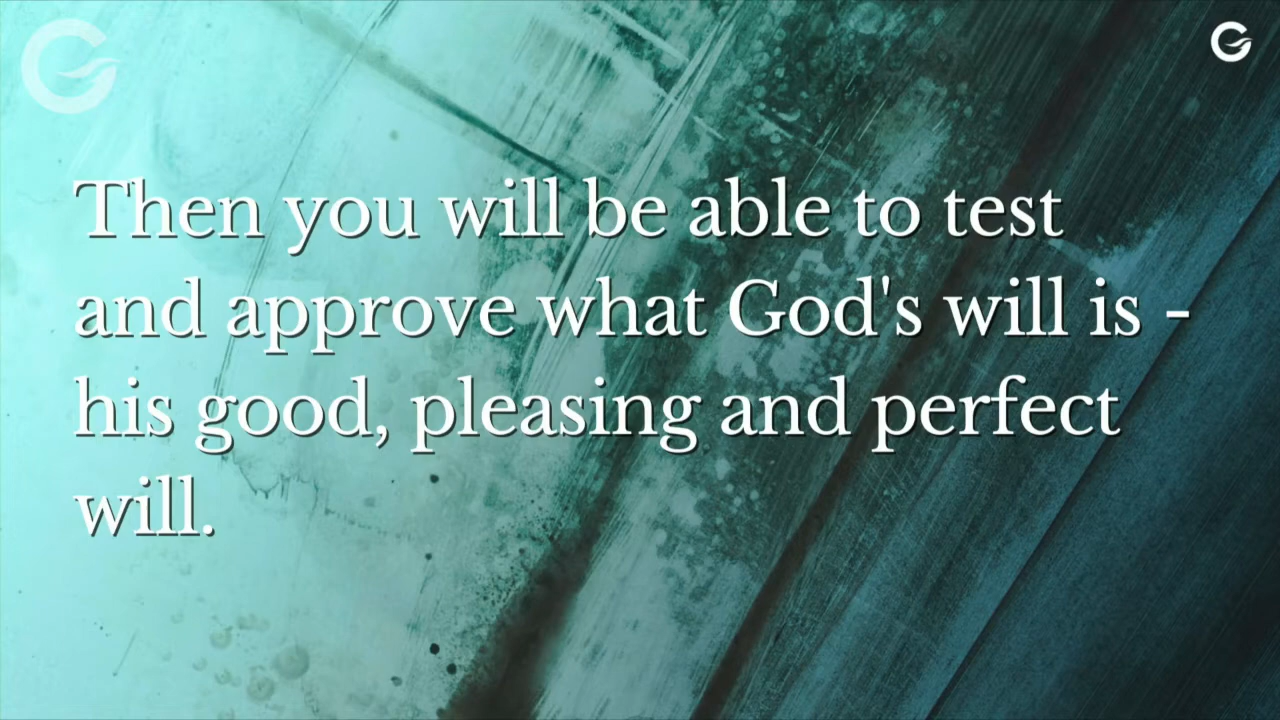 Then you will be able to test
and approve what God's will is -
his good, pleasing and perfect
will.